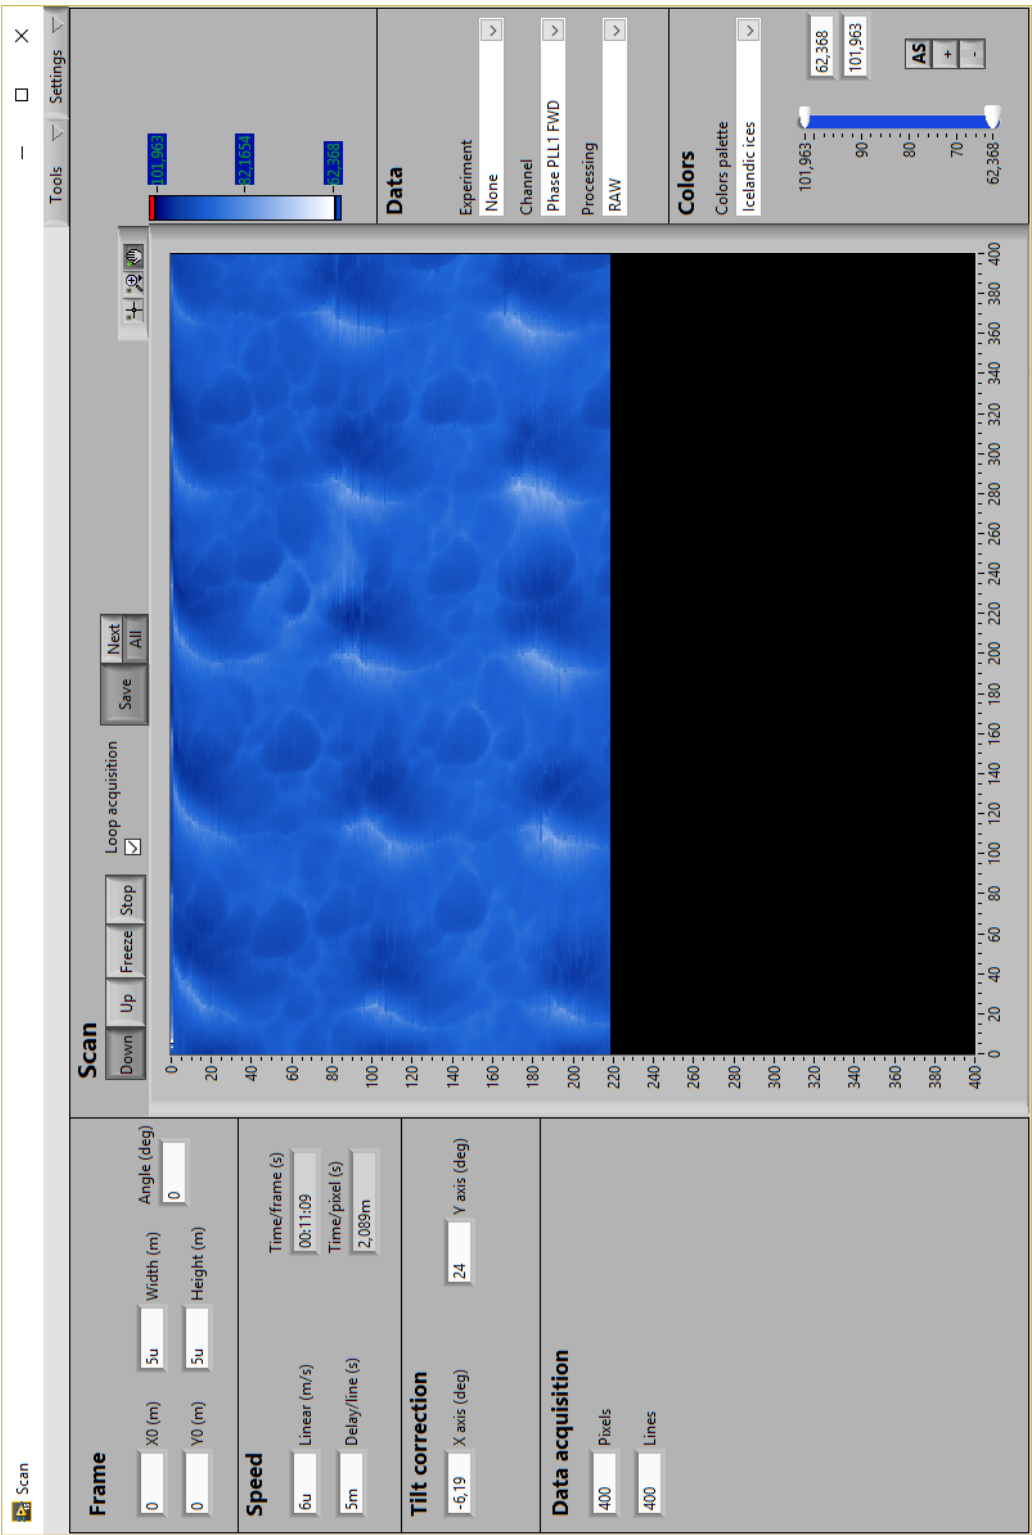 Scan
Tools
Settings
Frame
0 X0 (m)
5u Width (m)
Angle (deg)
0
0 Y0 (m)
5u Height (m)
Speed
6u Linear (m/s)
Time/frame (s)
00:11:09
5m Delay/line (s)
Time/pixel (s)
2,089m
Tilt correction
-6,19 X axis (deg)
24 Y axis (deg)
Data acquisition
400 Pixels
400 Lines
Scan
Down Up Freeze Stop
Loop acquisition
Save
Next
All
0
20
40
60
80
100
120
140
160
180
200
220
240
260
280
300
320
340
360
380
400
0 20 40 60 80 100 120 140 160 180 200 220 240 260 280 300 320 340 360 380 400
101,963
82,1654
62,368
Data
Experiment
None
Channel
Phase PLL1 FWD
Processing
RAW
Colors
Colors palette
Icelandic ices
101,963
90
80
70
62,368
62,368
101,963
AS
+
-